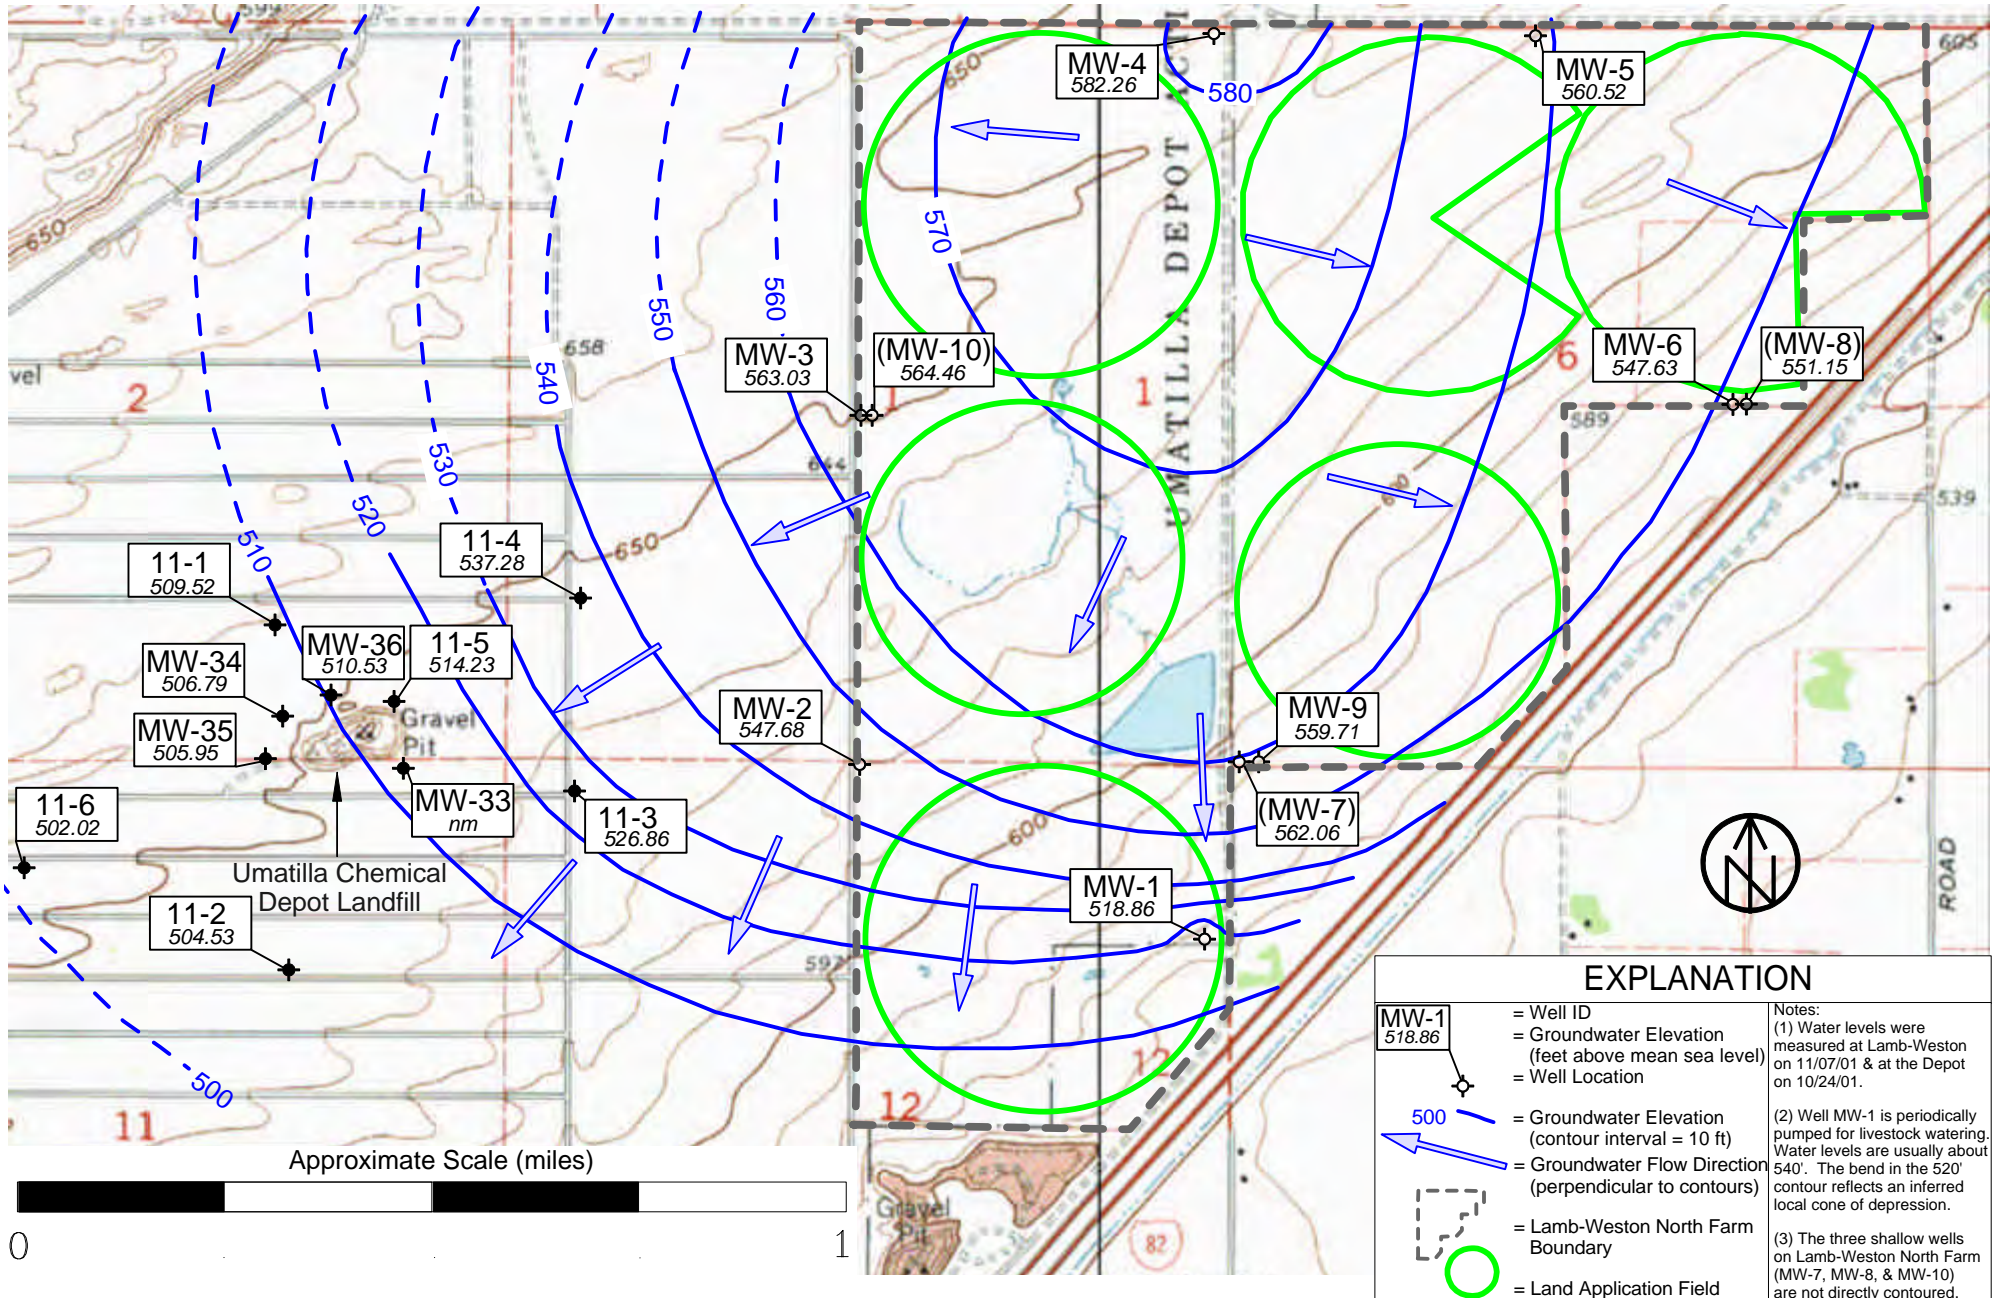 599
605
650
650
MW-4
582.26
580
MW-5
560.52
UMATILLA DEPOT ACTI
570
560
550
540
658
MW-3
563.03
(MW-10)
564.46
1
1
6
MW-6
547.63
(MW-8)
551.15
vel
2
589
530
644
600
539
520
510
11-4
537.28
650
11-1
509.52
MW-36
510.53
11-5
514.23
MW-34
506.79
MW-35
505.95
Gravel
Pit
MW-2
547.68
MW-9
559.71
11-6
502.02
MW-33
nm
11-3
526.86
(MW-7)
562.06
600
Umatilla Chemical
Depot Landfill
MW-1
518.86
N
ROAD
11-2
504.53
597
500
11
12
12
Gravel
Pit
82
Approximate Scale (miles)
0
1
EXPLANATION
MW-1
518.86
= Well ID
= Groundwater Elevation
(feet above mean sea level)
= Well Location
500
= Groundwater Elevation
(contour interval = 10 ft)
= Groundwater Flow Direction
(perpendicular to contours)
= Lamb-Weston North Farm
Boundary
= Land Application Field
Notes:
(1) Water levels were
measured at Lamb-Weston
on 11/07/01 & at the Depot
on 10/24/01.
(2) Well MW-1 is periodically
pumped for livestock watering.
Water levels are usually about
540'. The bend in the 520'
contour reflects an inferred
local cone of depression.
(3) The three shallow wells
on Lamb-Weston North Farm
(MW-7, MW-8, & MW-10)
are not directly contoured.